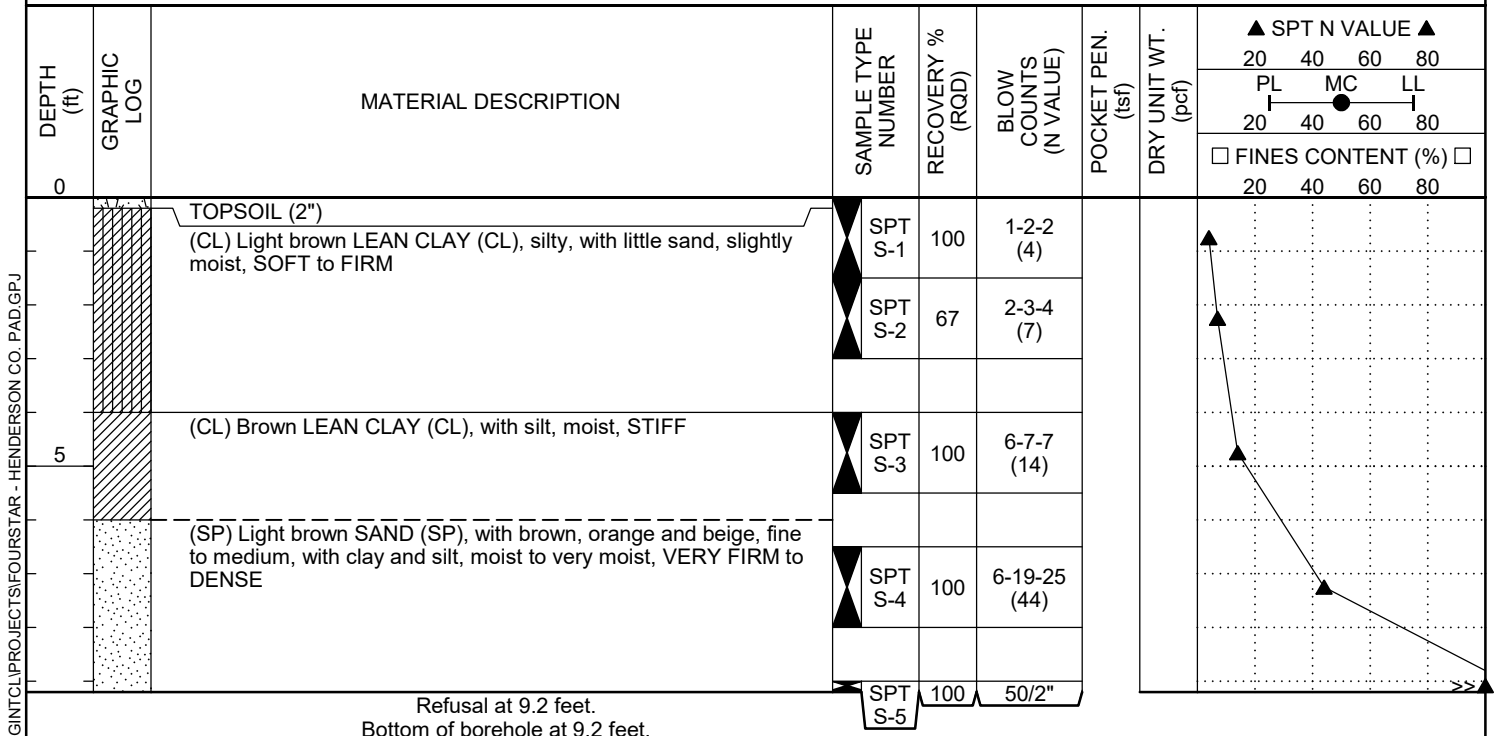 DEPTH
(ft)
GRAPHIC
LOG
MATERIAL DESCRIPTION
SAMPLE TYPE
NUMBER
RECOVERY %
(RQD)
BLOW
COUNTS
(N VALUE)
POCKET PEN.
(tsf)
DRY UNIT WT.
(pcf)
▲ SPT N VALUE ▲
20 40 60 80
PL MC LL
20 40 60 80
□ FINES CONTENT (%) □
20 40 60 80
0
TOPSOIL (2")
(CL) Light brown LEAN CLAY (CL), silty, with little sand, slightly
moist, SOFT to FIRM
SPT
S-1
100
1-2-2
(4)
SPT
S-2
67
2-3-4
(7)
(CL) Brown LEAN CLAY (CL), with silt, moist, STIFF
5
SPT
S-3
100
6-7-7
(14)
(SP) Light brown SAND (SP), with brown, orange and beige, fine
to medium, with clay and silt, moist to very moist, VERY FIRM to
DENSE
SPT
S-4
100
6-19-25
(44)
SPT
S-5
100
50/2"
>>
Refusal at 9.2 feet.
Bottom of borehole at 9.2 feet.
GINTCL\PROJECTS\FOURSTAR - HENDERSON CO. PAD.GPJ